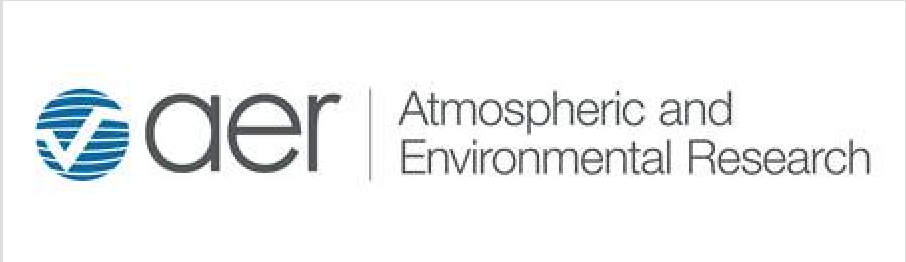 aer
Atmospheric and
Environmental Research